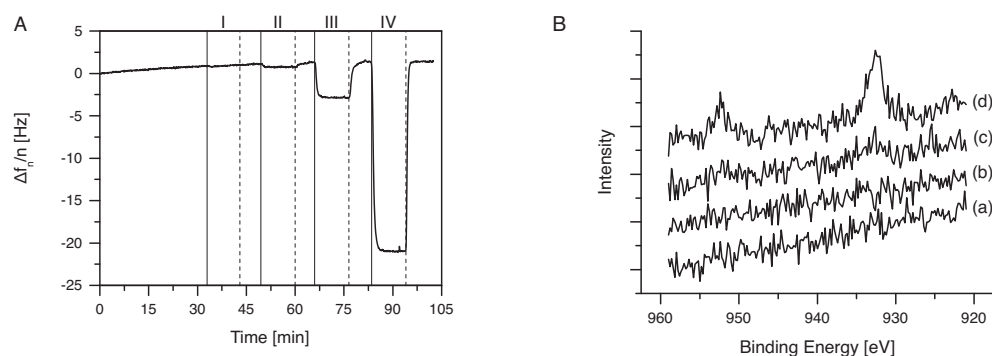 A
I II III IV
5
0
-5
-10
-15
-20
-25
Δfn/n [Hz]
0 15 30 45 60 75 90 105
Time [min]
B
Intensity
(d)
(c)
(b)
(a)
960 950 940 930 920
Binding Energy [eV]